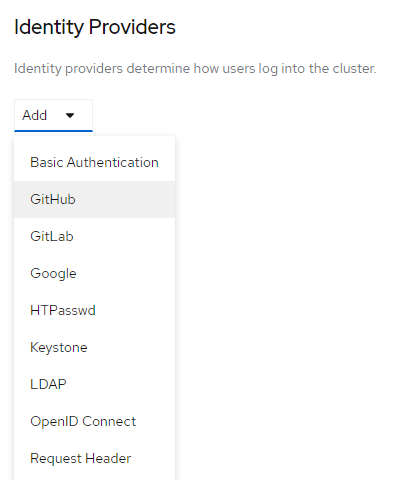 Identity Providers
Identity providers determine how users log into the cluster.
Add
Basic Authentication
GitHub
GitLab
Google
HTPasswd
Keystone
LDAP
OpenID Connect
Request Header